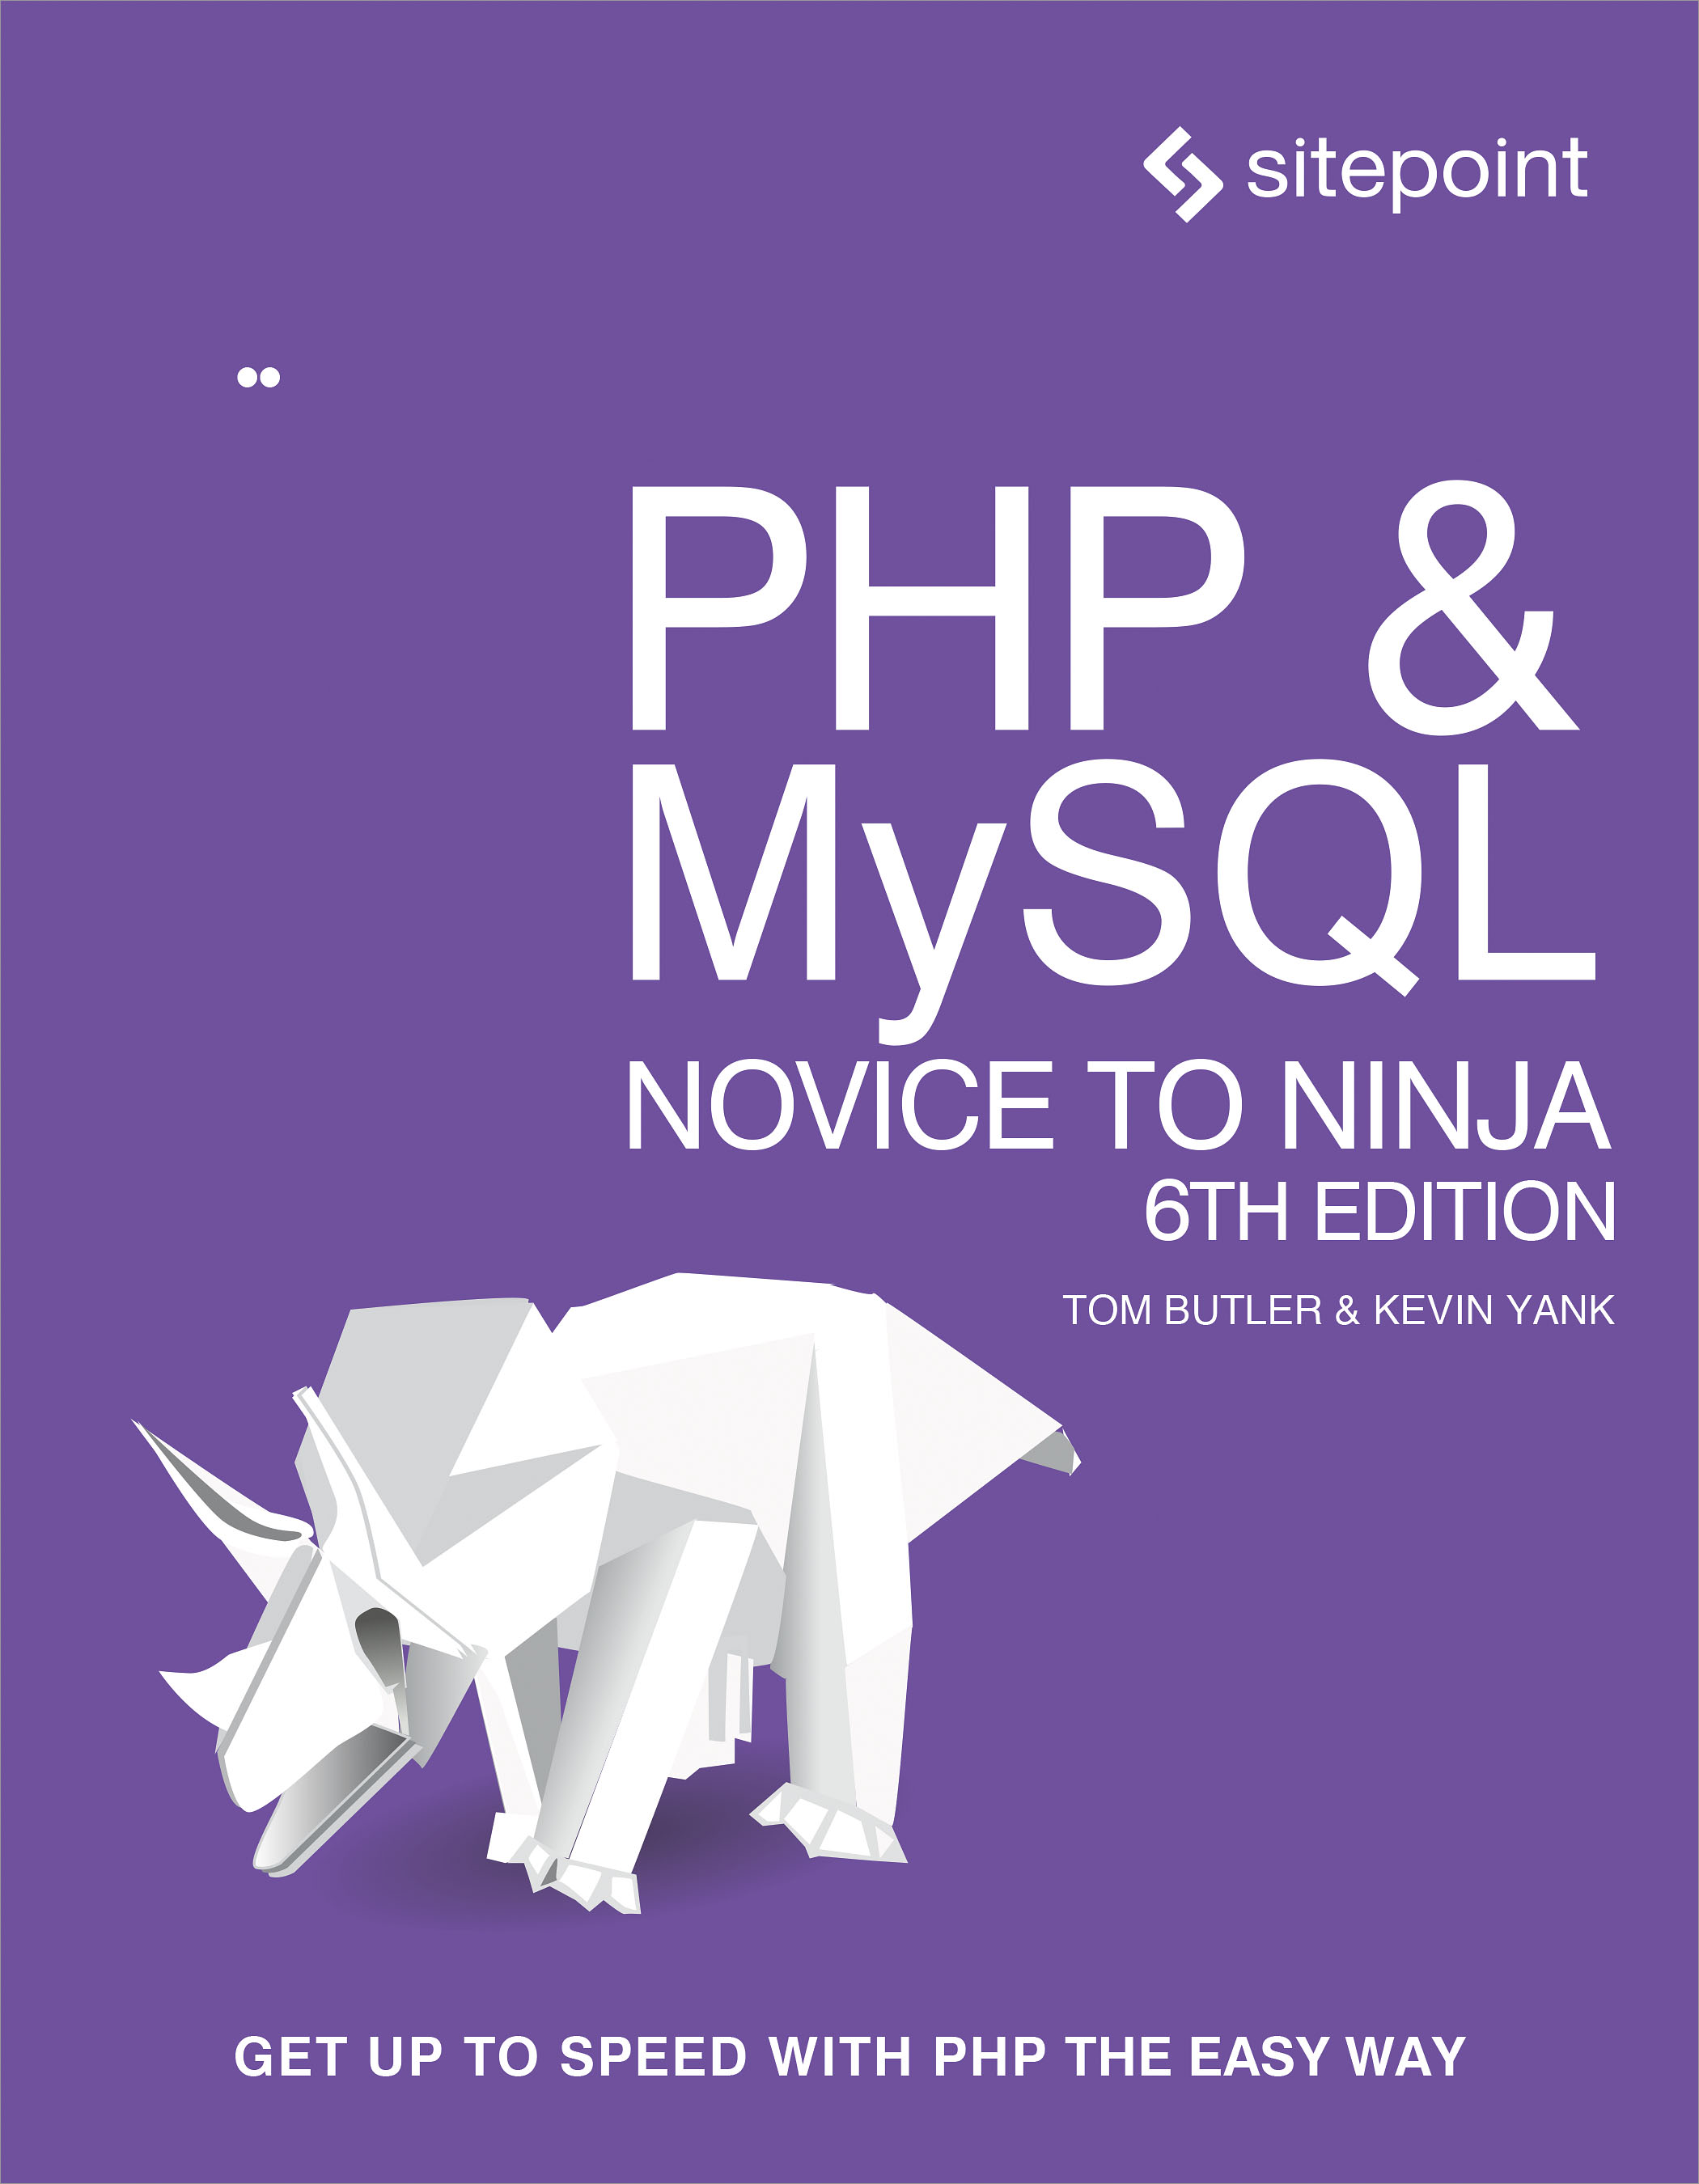 sitepoint
PHP &
MySQL
NOVICE TO NINJA
6TH EDITION
TOM BUTLER & KEVIN YANK
GET UP TO SPEED WITH PHP THE EASY WAY